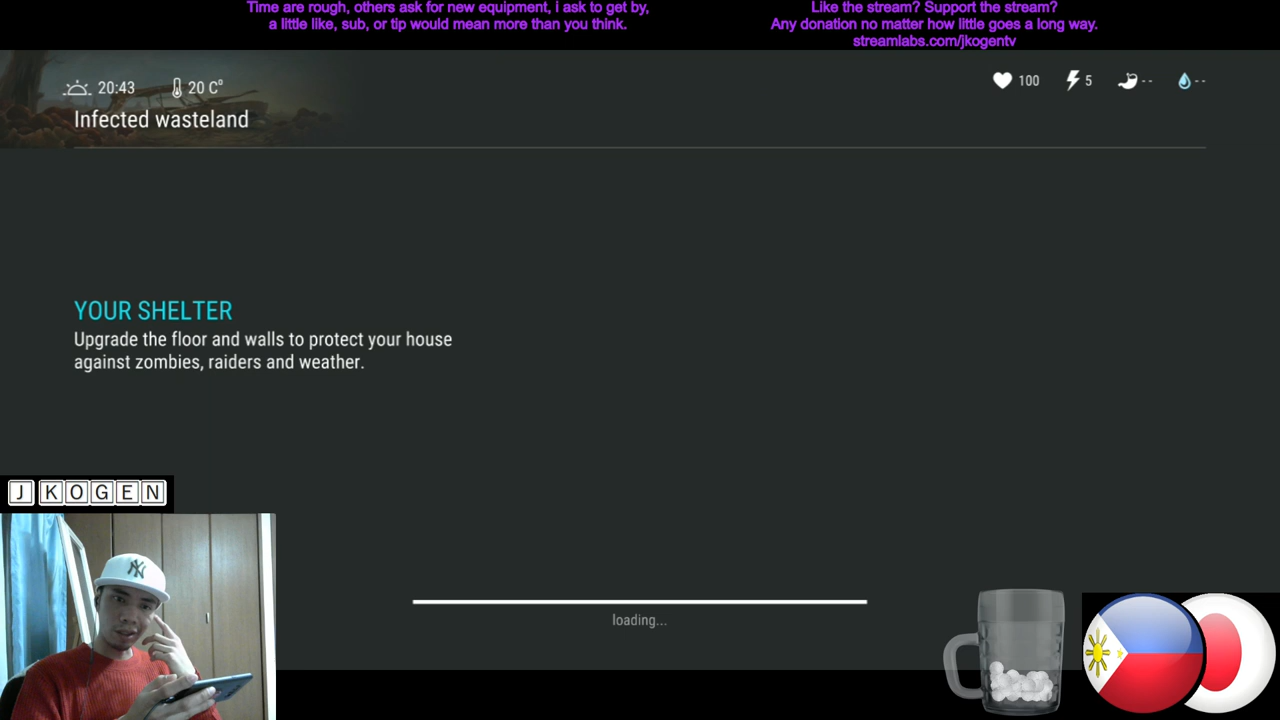 Time are rough, others ask for new equipment, i ask to get by,
a little like, sub, or tip would mean more than you think.
Like the stream? Support the stream?
Any donation no matter how little goes a long way.
streamlabs.com/jkogentv
20:43
20 C°
100
5
--
--
Infected wasteland
YOUR SHELTER
Upgrade the floor and walls to protect your house
against zombies, raiders and weather.
J KOGEN
NY
loading...